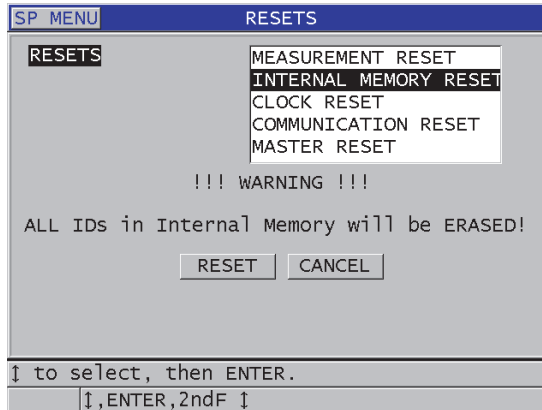 SP MENU RESETS
RESETS
MEASUREMENT RESET
INTERNAL MEMORY RESET
CLOCK RESET
COMMUNICATION RESET
MASTER RESET
!!! WARNING !!!
ALL IDs in Internal Memory will be ERASED!
RESET CANCEL
↕ to select, then ENTER.
↕,ENTER,2ndF ↕